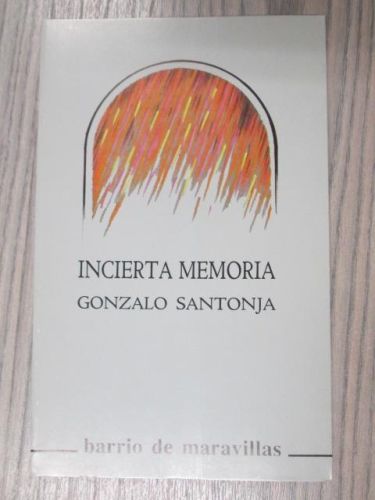 INCIERTA MEMORIA
GONZALO SANTONJA
barrio de maravillas